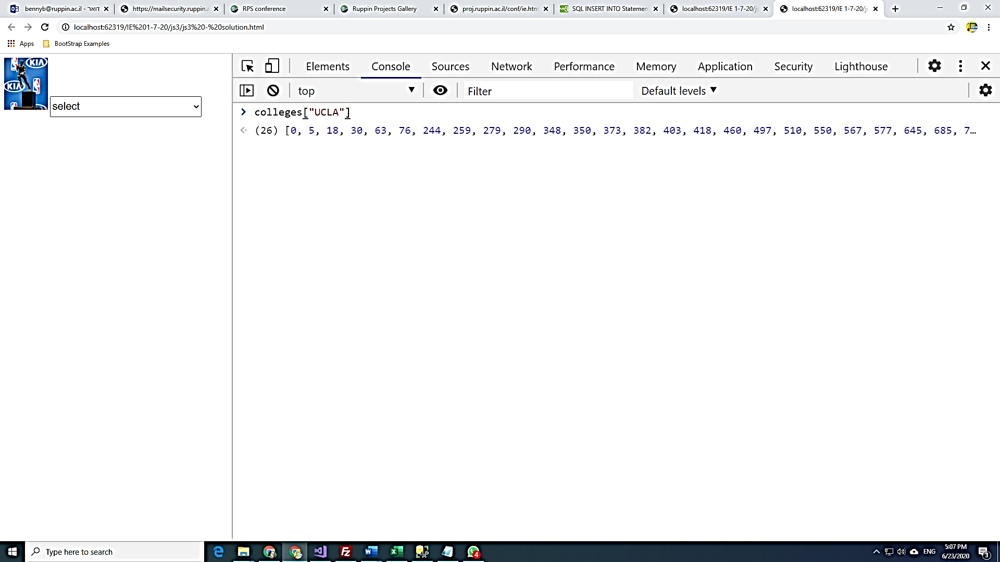 bennyb@ruppin.ac.il - דואר
https://mailsecurity.ruppin.a
RPS conference
Ruppin Projects Gallery
proj.ruppin.ac.il/conf/ie.htm
SQL INSERT INTO Statemen
localhost:62319/IE 1-7-20/js
localhost:62319/IE 1-7-20/js
localhost:62319/IE%201-7-20/js3/js3%20-%20solution.html
Apps
BootStrap Examples
KIA
KIA
select
Elements
Console
Sources
Network
Performance
Memory
Application
Security
Lighthouse
top
Filter
Default levels
colleges["UCLA"]
(26) [0, 5, 18, 30, 63, 76, 244, 259, 279, 290, 348, 350, 373, 382, 403, 418, 460, 497, 510, 550, 567, 577, 645, 685, 7…
Type here to search
4
ENG
5:07 PM
6/23/2020
3